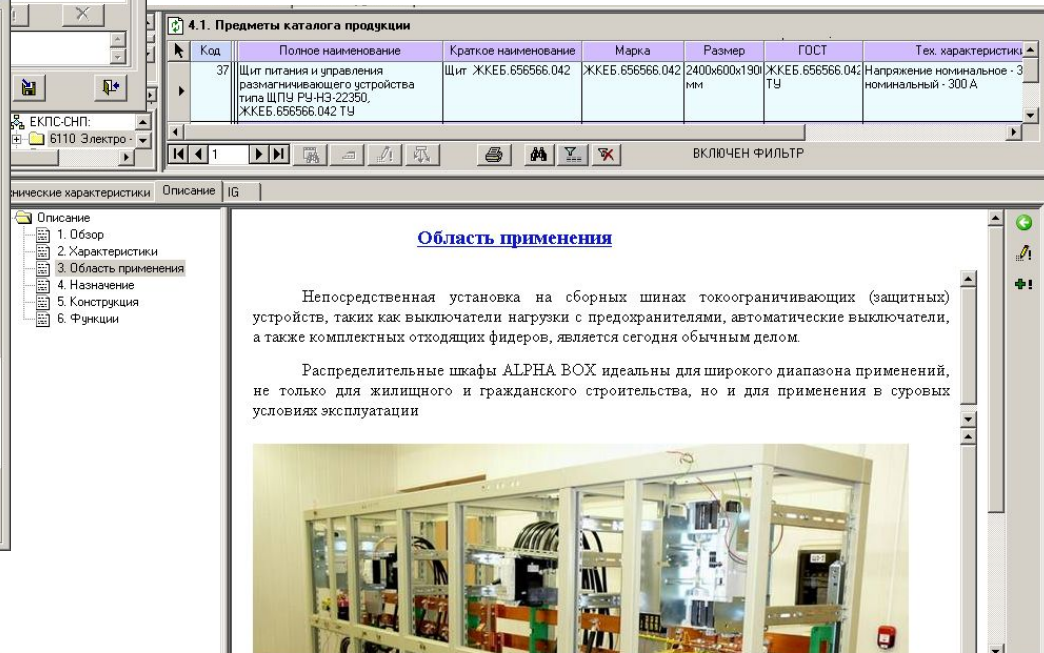 4.1. Предметы каталога продукции
Код Полное наименование Краткое наименование Марка Размер ГОСТ Тех. характеристики
37 Щит питания и управления размагничивающего устройства типа ЩПУ РУ-НЭ-22350, ЖКЕБ.656566.042 ТУ Щит ЖКЕБ.656566.042 ЖКЕБ.656566.042 2400х600х190 мм ЖКЕБ.656566.042 ТУ Напряжение номинальное - 3 номинальный - 300 А
ЕКПС-СНП:
6110 Электро -
1
ВКЛЮЧЕН ФИЛЬТР
нические характеристики Описание IG
Описание
1. Обзор
2. Характеристики
3. Область применения
4. Назначение
5. Конструкция
6. Функции
Область применения
Непосредственная установка на сборных шинах токоограничивающих (защитных)
устройств, таких как выключатели нагрузки с предохранителями, автоматические выключатели,
а также комплектных отходящих фидеров, является сегодня обычным делом.
Распределительные шкафы ALPHA BOX идеальны для широкого диапазона применений,
не только для жилищного и гражданского строительства, но и для применения в суровых
условиях эксплуатации